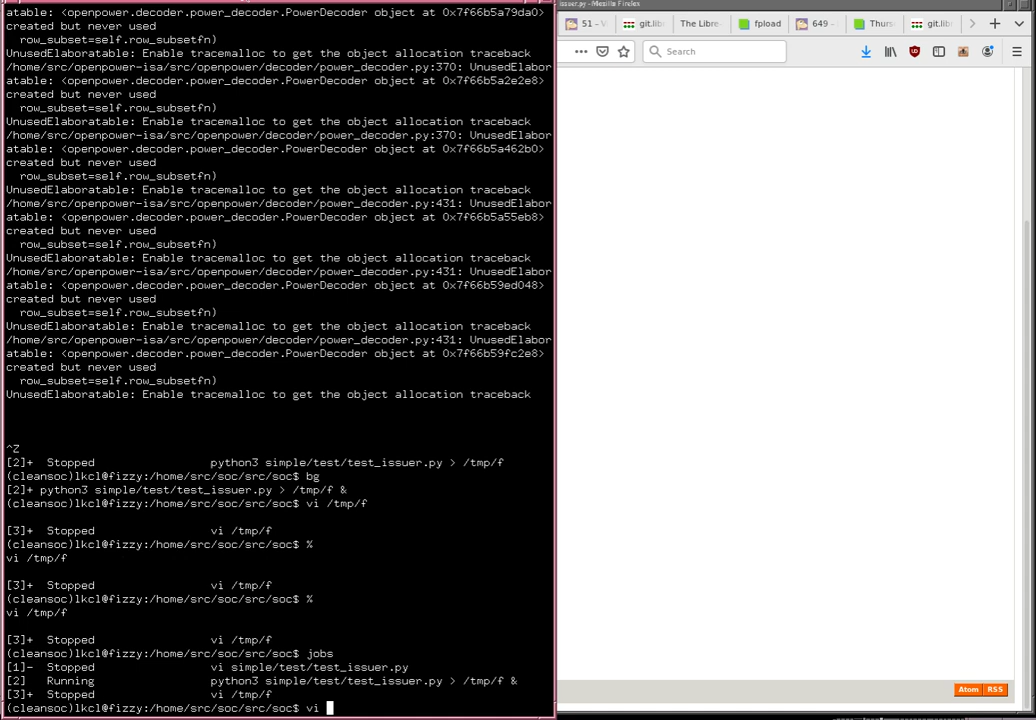 atable: <openpower.decoder.power_decoder.PowerDecoder object at 0x7f66b5a79da0>
created but never used
  row_subset=self.row_subsetfn)
UnusedElaboratable: Enable tracemalloc to get the object allocation traceback
/home/src/openpower-isa/src/openpower/decoder/power_decoder.py:370: UnusedElabor
atable: <openpower.decoder.power_decoder.PowerDecoder object at 0x7f66b5a2e2e8>
created but never used
  row_subset=self.row_subsetfn)
UnusedElaboratable: Enable tracemalloc to get the object allocation traceback
/home/src/openpower-isa/src/openpower/decoder/power_decoder.py:370: UnusedElabor
atable: <openpower.decoder.power_decoder.PowerDecoder object at 0x7f66b5a462b0>
created but never used
  row_subset=self.row_subsetfn)
UnusedElaboratable: Enable tracemalloc to get the object allocation traceback
/home/src/openpower-isa/src/openpower/decoder/power_decoder.py:431: UnusedElabor
atable: <openpower.decoder.power_decoder.PowerDecoder object at 0x7f66b5a55eb8>
created but never used
  row_subset=self.row_subsetfn)
UnusedElaboratable: Enable tracemalloc to get the object allocation traceback
/home/src/openpower-isa/src/openpower/decoder/power_decoder.py:431: UnusedElabor
atable: <openpower.decoder.power_decoder.PowerDecoder object at 0x7f66b59ed048>
created but never used
  row_subset=self.row_subsetfn)
UnusedElaboratable: Enable tracemalloc to get the object allocation traceback
/home/src/openpower-isa/src/openpower/decoder/power_decoder.py:431: UnusedElabor
atable: <openpower.decoder.power_decoder.PowerDecoder object at 0x7f66b59fc2e8>
created but never used
  row_subset=self.row_subsetfn)
UnusedElaboratable: Enable tracemalloc to get the object allocation traceback
^Z
[2]+  Stopped                 python3 simple/test/test_issuer.py > /tmp/f
(cleansoc)lkcl@fizzy:/home/src/soc/src/soc$ bg
[2]+ python3 simple/test/test_issuer.py > /tmp/f &
(cleansoc)lkcl@fizzy:/home/src/soc/src/soc$ vi /tmp/f
[3]+  Stopped                 vi /tmp/f
(cleansoc)lkcl@fizzy:/home/src/soc/src/soc$ %
vi /tmp/f
[3]+  Stopped                 vi /tmp/f
(cleansoc)lkcl@fizzy:/home/src/soc/src/soc$ %
vi /tmp/f
[3]+  Stopped                 vi /tmp/f
(cleansoc)lkcl@fizzy:/home/src/soc/src/soc$ jobs
[1]-  Stopped                 vi simple/test/test_issuer.py
[2]   Running                 python3 simple/test/test_issuer.py > /tmp/f &
[3]+  Stopped                 vi /tmp/f
(cleansoc)lkcl@fizzy:/home/src/soc/src/soc$ vi
issuer.py - Mozilla Firefox
51 - V
git.lib
The Libre-
fpload
649 -
Thurs
git.lib
Search
Atom RSS